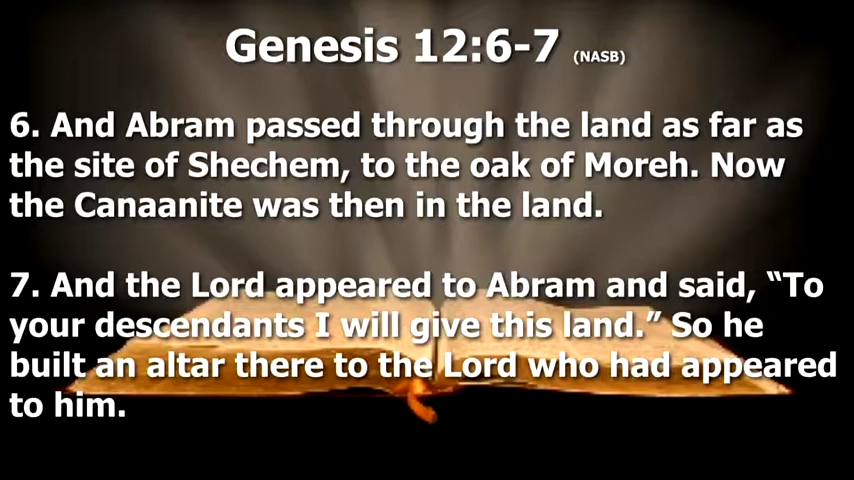 Genesis 12:6-7 (NASB)
6. And Abram passed through the land as far as
the site of Shechem, to the oak of Moreh. Now
the Canaanite was then in the land.
7. And the Lord appeared to Abram and said, “To
your descendants I will give this land.” So he
built an altar there to the Lord who had appeared
to him.